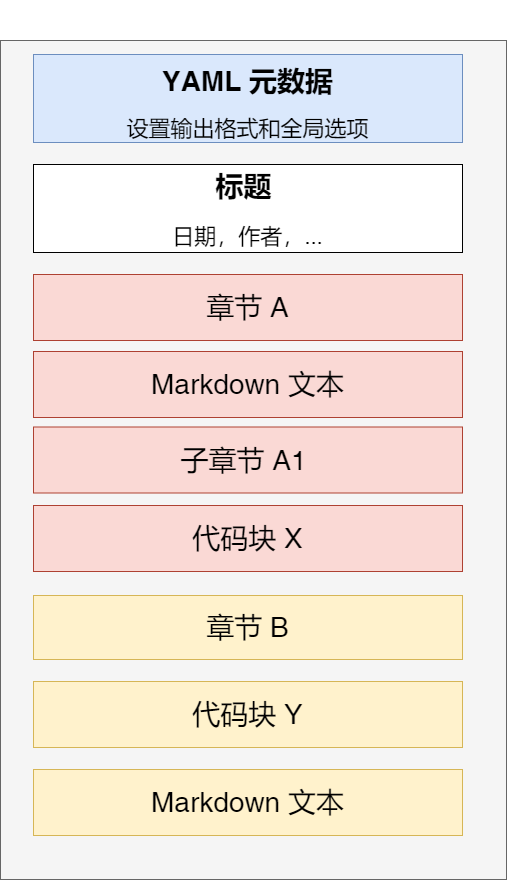 YAML 元数据
设置输出格式和全局选项
标题
日期，作者，...
章节 A
Markdown 文本
子章节 A1
代码块 X
章节 B
代码块 Y
Markdown 文本